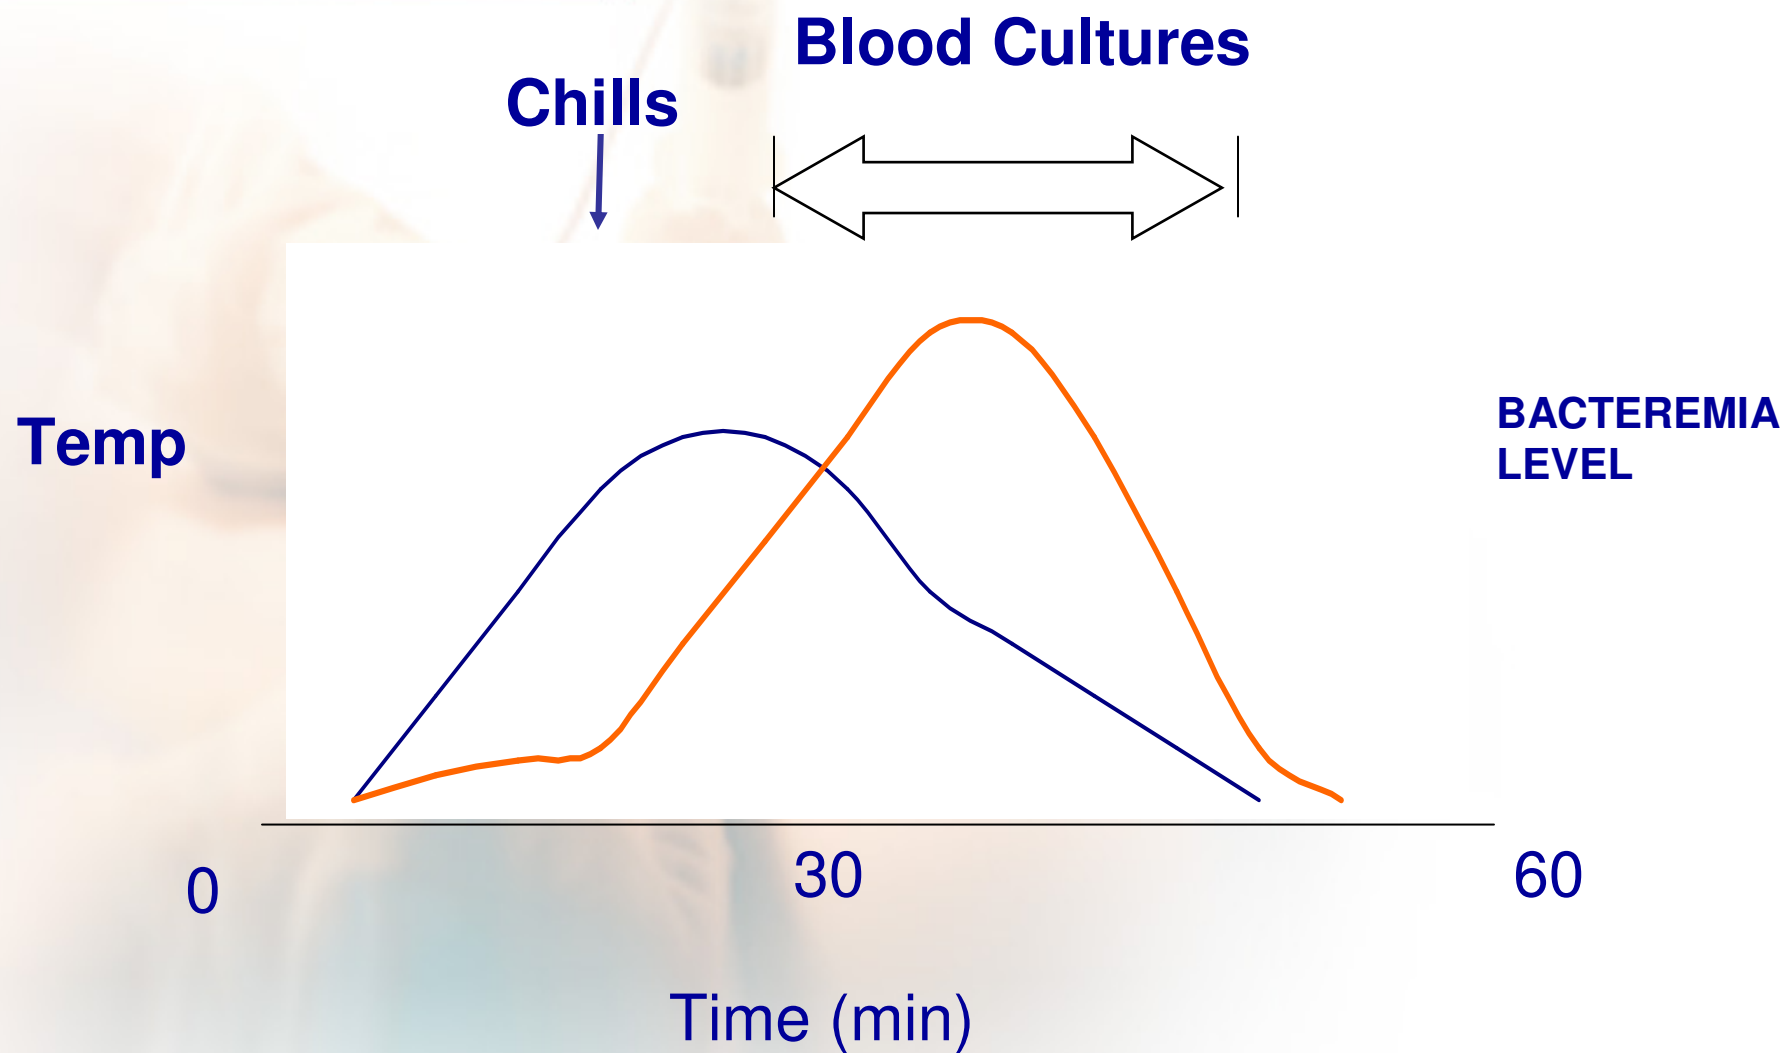 Blood Cultures
Chills
Temp
BACTEREMIA
LEVEL
0
30
60
Time (min)